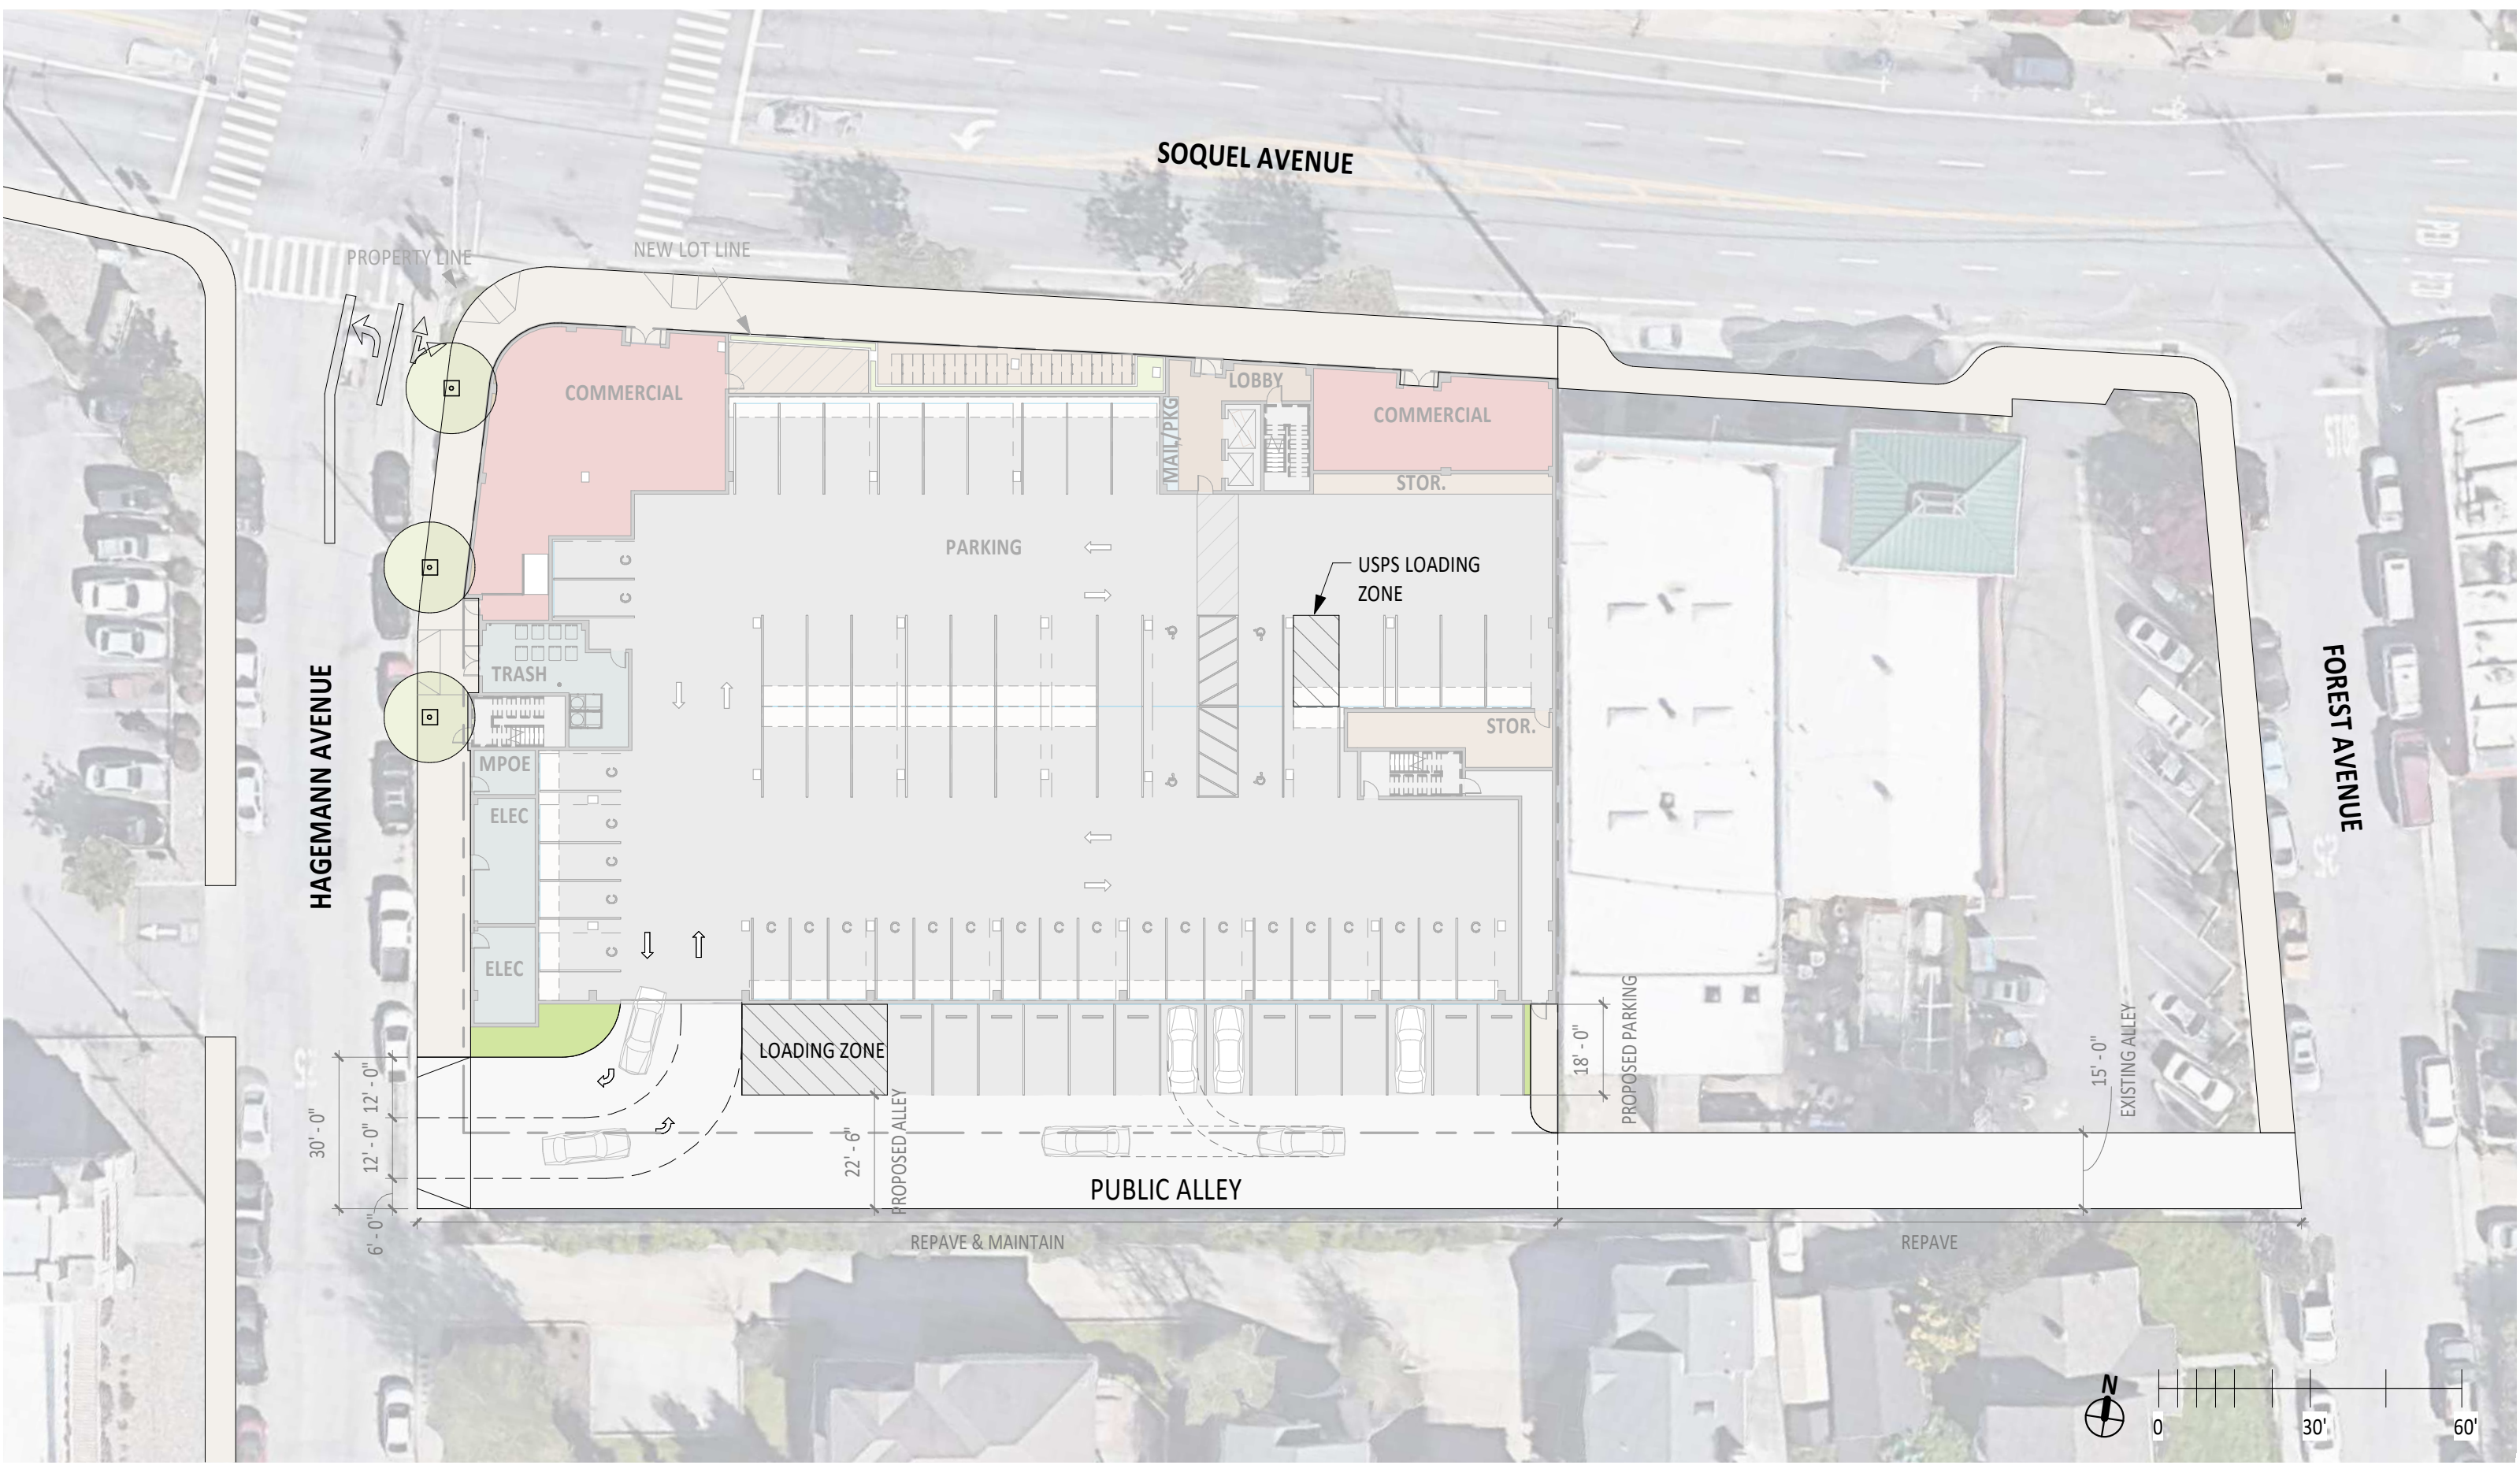 SOQUEL AVENUE
PROPERTY LINE
NEW LOT LINE
COMMERCIAL
LOBBY
MAIL/PKG
COMMERCIAL
STOR.
PARKING
USPS LOADING
ZONE
C
C
TRASH
STOR.
MPOE
ELEC
ELEC
C
C
C
C
C
C C C C C C C C C C C C C C C C C C
HAGEMANN AVENUE
FOREST AVENUE
STOP
LOADING ZONE
30' - 0"
12' - 0"
12' - 0"
6' - 0"
22' - 6"
PROPOSED ALLEY
18' - 0"
PROPOSED PARKING
15' - 0"
EXISTING ALLEY
PUBLIC ALLEY
REPAVE & MAINTAIN
REPAVE
N
0
30'
60'